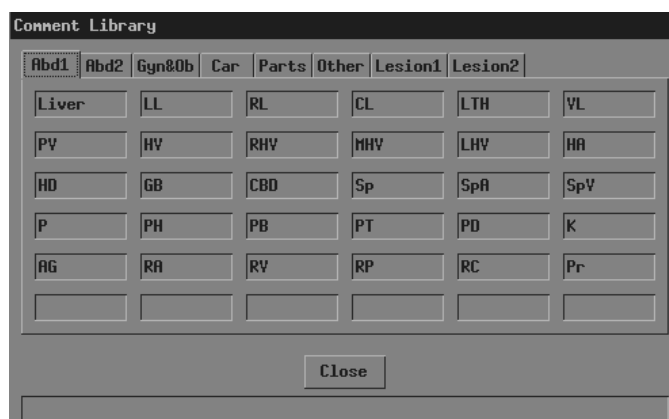 Comment Library
Abd1 Abd2 Gyn&Ob Car Parts Other Lesion1 Lesion2
Liver LL RL CL LTH VL
PV HV RHV MHV LHV HA
HD GB CBD Sp SpA SpV
P PH PB PT PD K
AG RA RV RP RC Pr
Close